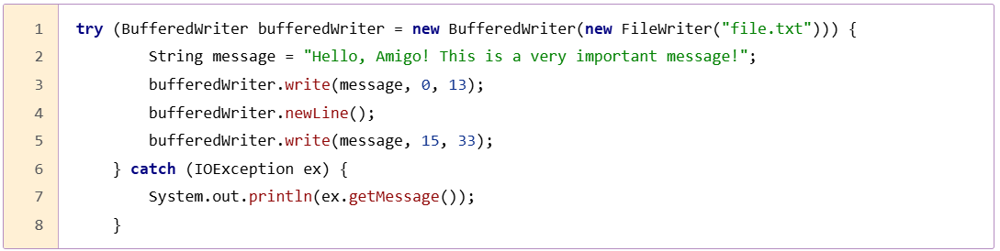 1 try (BufferedWriter bufferedWriter = new BufferedWriter(new FileWriter("file.txt"))) {
2 String message = "Hello, Amigo! This is a very important message!";
3 bufferedWriter.write(message, 0, 13);
4 bufferedWriter.newLine();
5 bufferedWriter.write(message, 15, 33);
6 } catch (IOException ex) {
7 System.out.println(ex.getMessage());
8 }